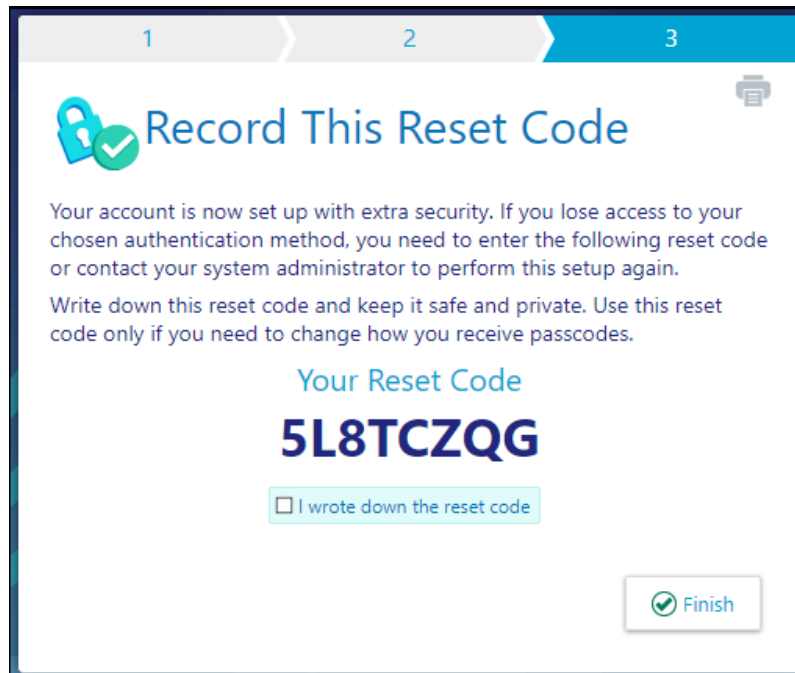 1 2 3
Record This Reset Code
Your account is now set up with extra security. If you lose access to your
chosen authentication method, you need to enter the following reset code
or contact your system administrator to perform this setup again.
Write down this reset code and keep it safe and private. Use this reset
code only if you need to change how you receive passcodes.
Your Reset Code
5L8TCZQG
I wrote down the reset code
Finish